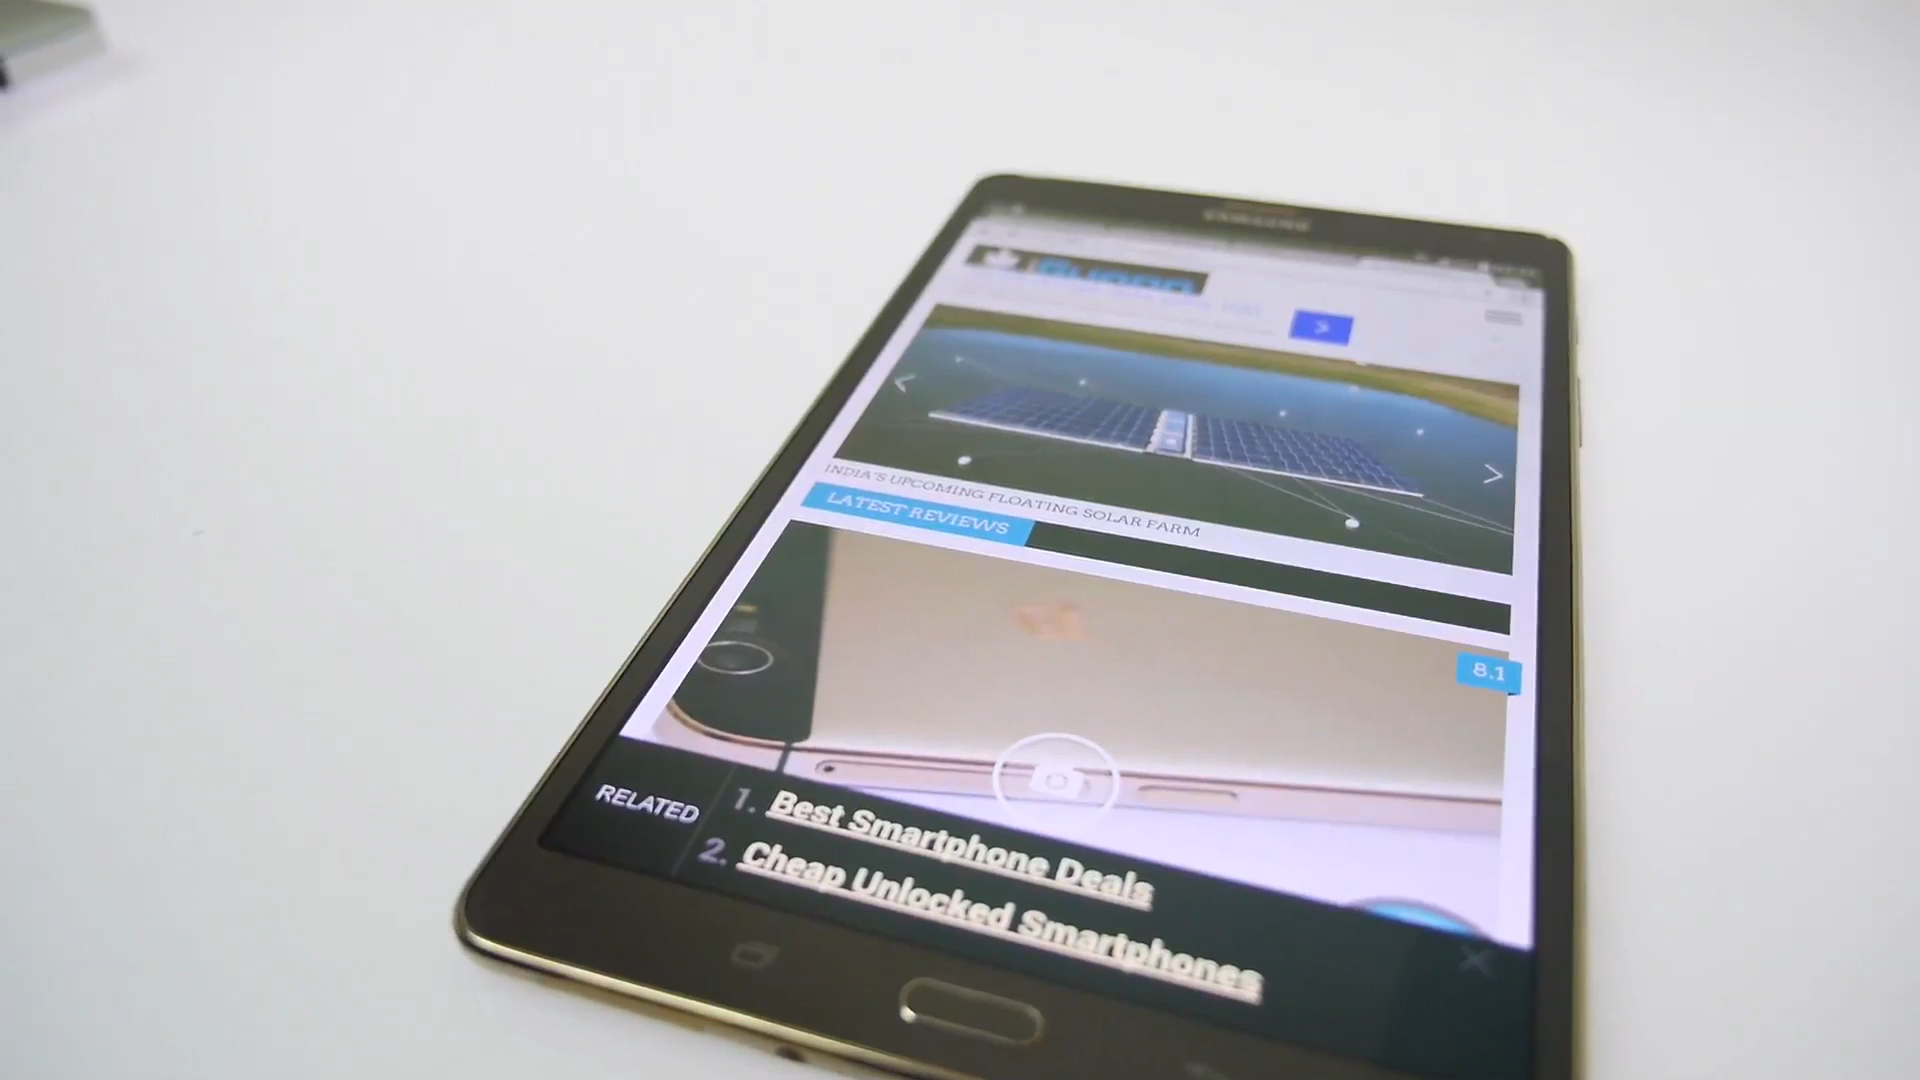 SAMSUNG
INDIA'S UPCOMING FLOATING SOLAR FARM
LATEST REVIEWS
8.1
RELATED
1. Best Smartphone Deals
2. Cheap Unlocked Smartphones